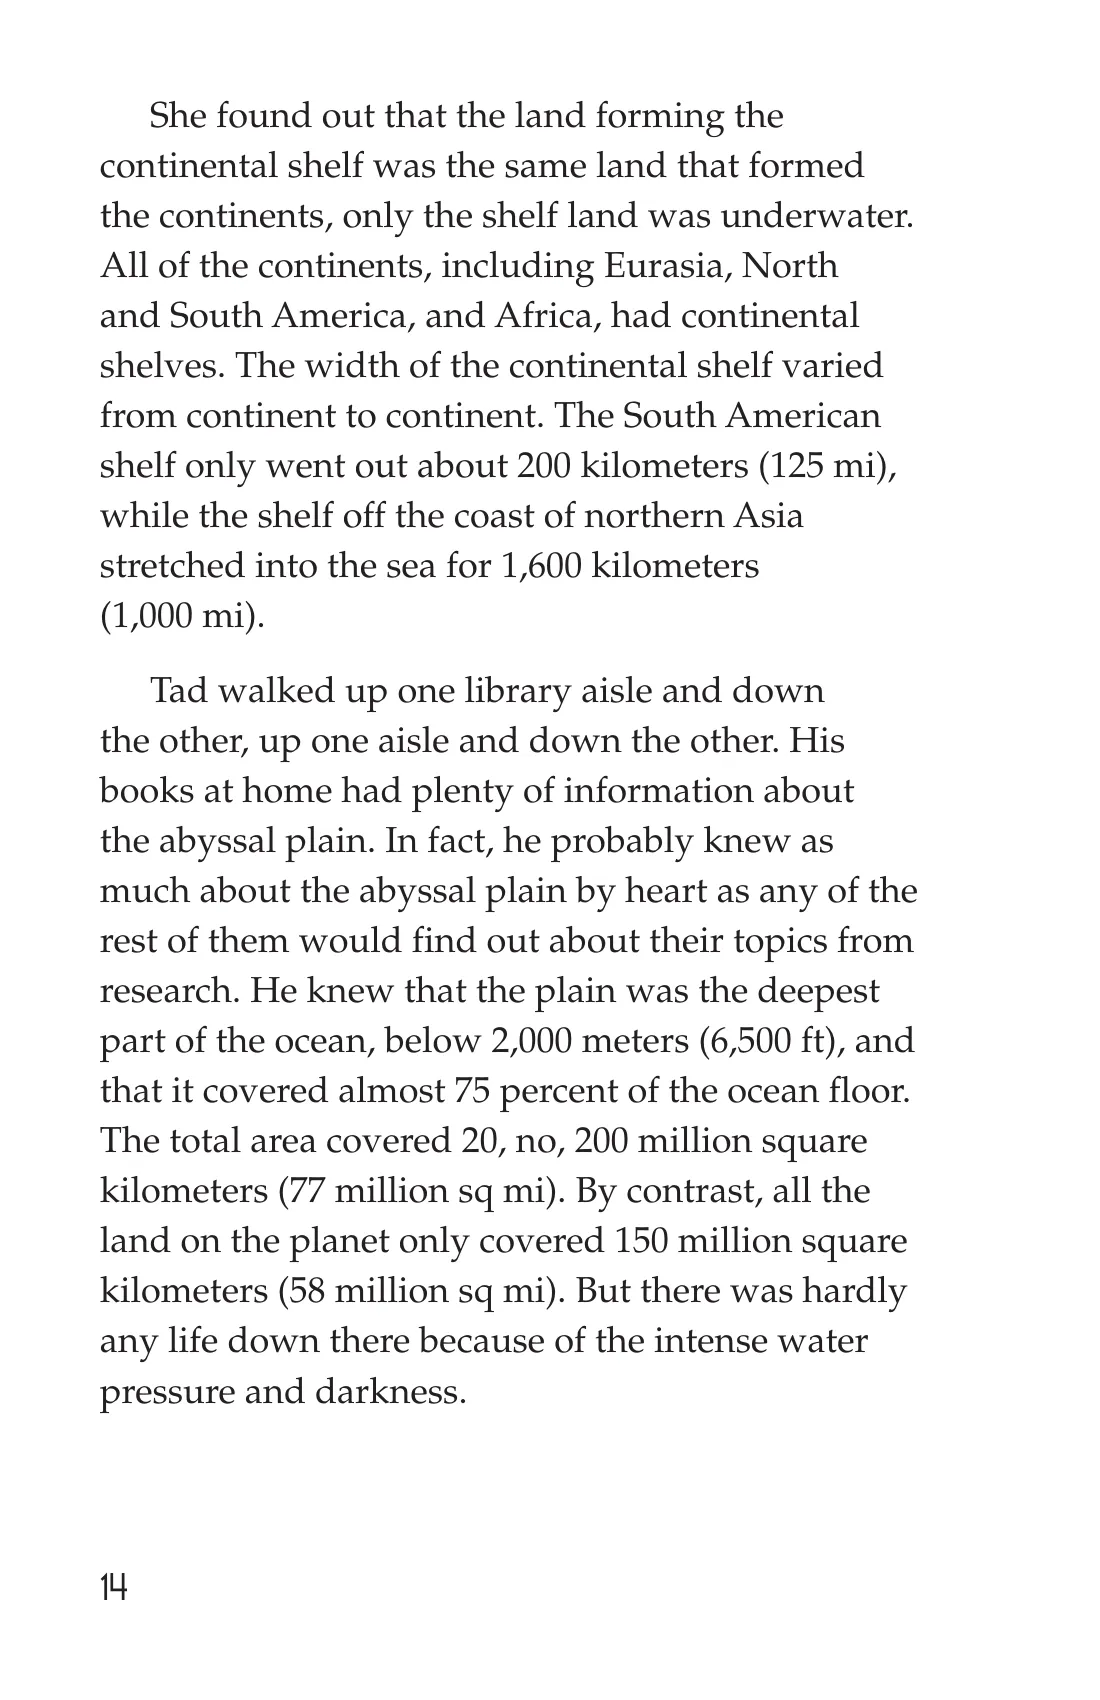 She found out that the land forming the
continental shelf was the same land that formed
the continents, only the shelf land was underwater.
All of the continents, including Eurasia, North
and South America, and Africa, had continental
shelves. The width of the continental shelf varied
from continent to continent. The South American
shelf only went out about 200 kilometers (125 mi),
while the shelf off the coast of northern Asia
stretched into the sea for 1,600 kilometers
(1,000 mi).
Tad walked up one library aisle and down
the other, up one aisle and down the other. His
books at home had plenty of information about
the abyssal plain. In fact, he probably knew as
much about the abyssal plain by heart as any of the
rest of them would find out about their topics from
research. He knew that the plain was the deepest
part of the ocean, below 2,000 meters (6,500 ft), and
that it covered almost 75 percent of the ocean floor.
The total area covered 20, no, 200 million square
kilometers (77 million sq mi). By contrast, all the
land on the planet only covered 150 million square
kilometers (58 million sq mi). But there was hardly
any life down there because of the intense water
pressure and darkness.
14